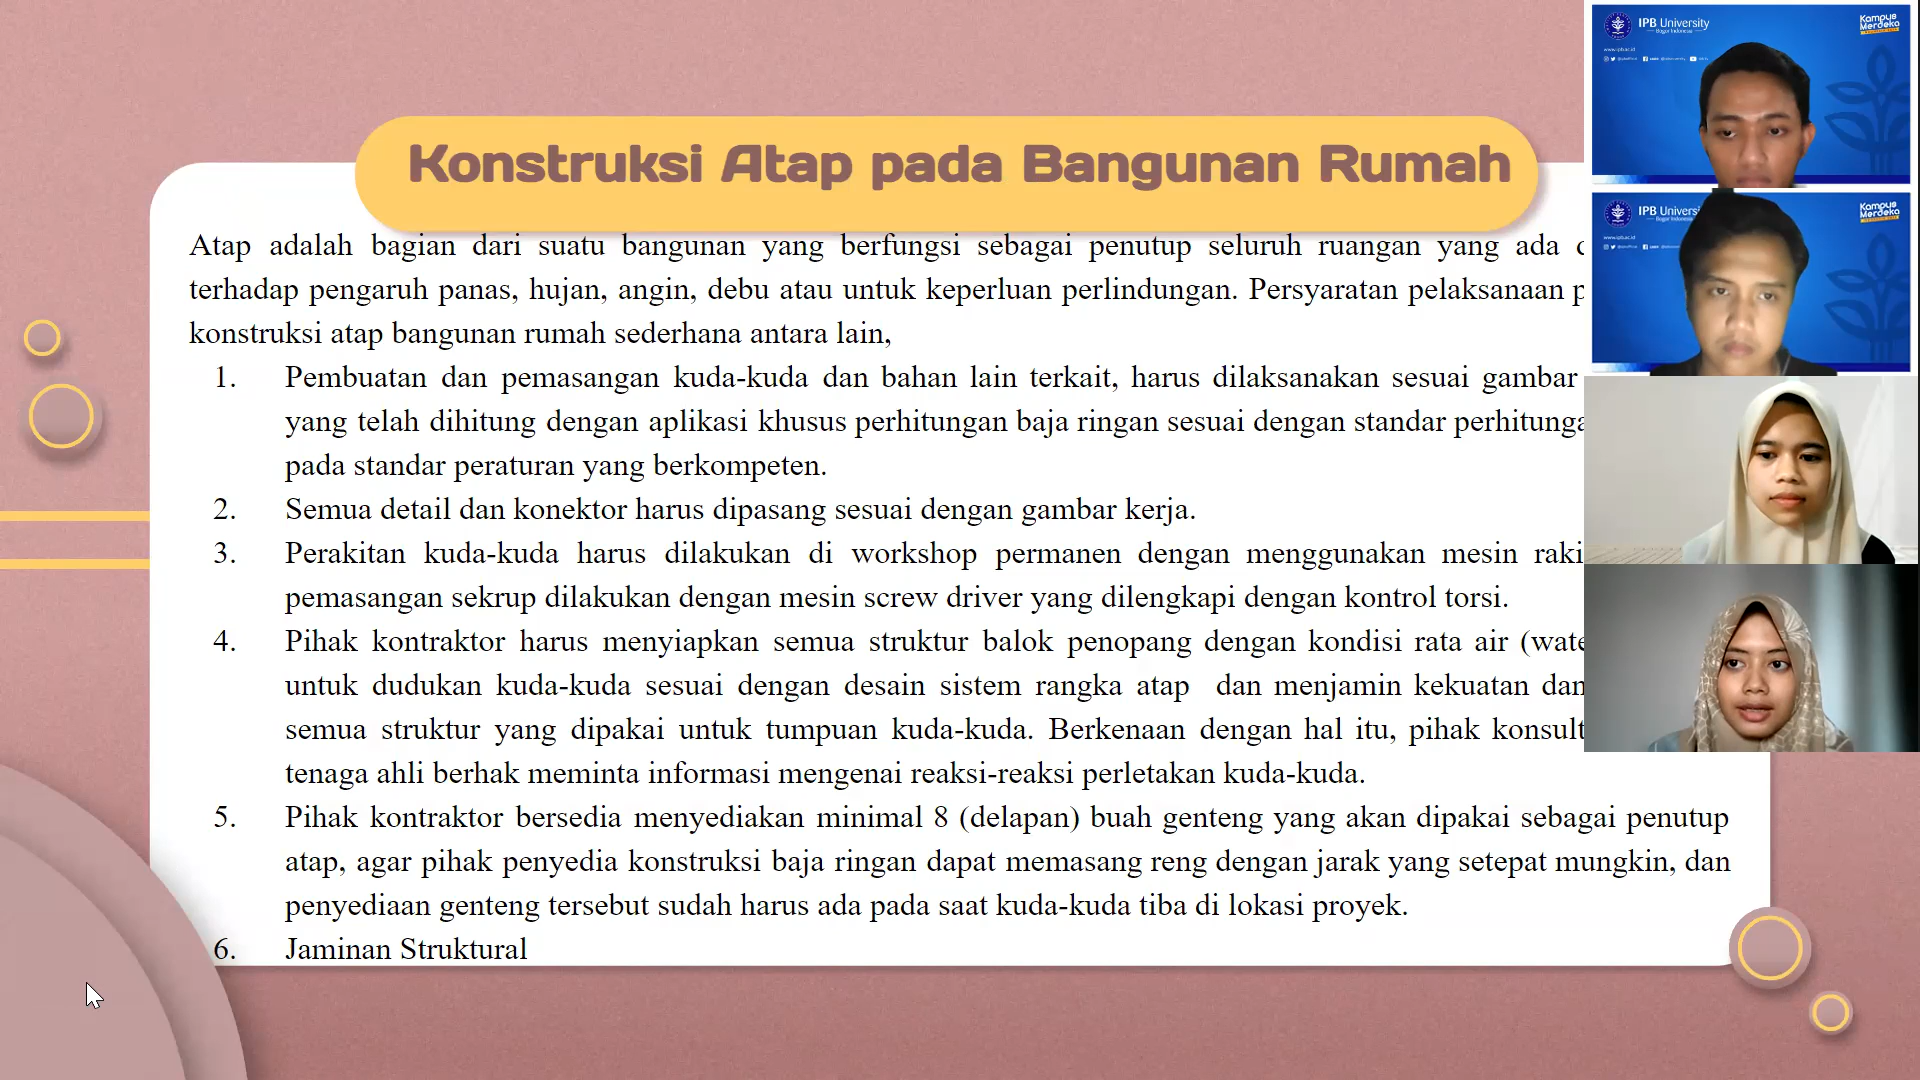 Konstruksi Atap pada Bangunan Rumah
Atap adalah bagian dari suatu bangunan yang berfungsi sebagai penutup seluruh ruangan yang ada
terhadap pengaruh panas, hujan, angin, debu atau untuk keperluan perlindungan. Persyaratan pelaksanaan
konstruksi atap bangunan rumah sederhana antara lain,
1. Pembuatan dan pemasangan kuda-kuda dan bahan lain terkait, harus dilaksanakan sesuai gambar
yang telah dihitung dengan aplikasi khusus perhitungan baja ringan sesuai dengan standar
pada standar peraturan yang berkompeten.
2. Semua detail dan konektor harus dipasang sesuai dengan gambar kerja.
3. Perakitan kuda-kuda harus dilakukan di workshop permanen dengan menggunakan mesin
pemasangan sekrup dilakukan dengan mesin screw driver yang dilengkapi dengan kontrol torsi.
4. Pihak kontraktor harus menyiapkan semua struktur balok penopang dengan kondisi rata air
untuk dudukan kuda-kuda sesuai dengan desain sistem rangka atap dan menjamin kekuatan dan
semua struktur yang dipakai untuk tumpuan kuda-kuda. Berkenaan dengan hal itu, pihak
tenaga ahli berhak meminta informasi mengenai reaksi-reaksi perletakan kuda-kuda.
5. Pihak kontraktor bersedia menyediakan minimal 8 (delapan) buah genteng yang akan dipakai sebagai penutup
atap, agar pihak penyedia konstruksi baja ringan dapat memasang reng dengan jarak yang setepat mungkin, dan
penyediaan genteng tersebut sudah harus ada pada saat kuda-kuda tiba di lokasi proyek.
6. Jaminan Struktural
IPB University
Bogor Indonesia
Kampus
Merdeka
www.ipb.ac.id
IPB
Kampus
Merdeka
www.ipb.ac.id